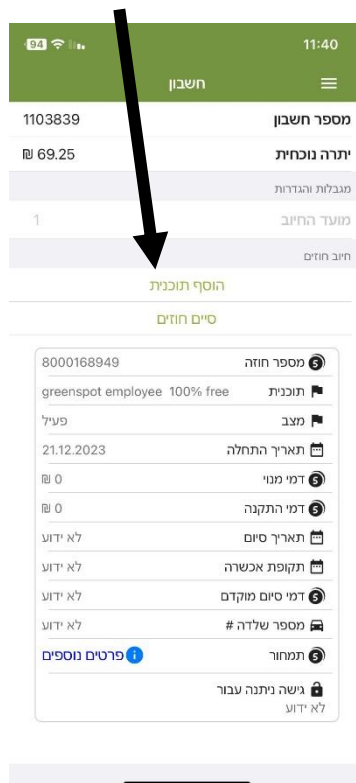 94 11:40
חשבון
מספר חשבון 1103839
יתרה נוכחית 69.25 ₪
מגבלות והגדרות
מועד החיוב 1
חיוב חוזים
הוסף תוכנית
סיים חוזים
מספר חוזה 8000168949
תוכנית greenspot employee 100% free
מצב פעיל
תאריך התחלה 21.12.2023
דמי מנוי 0 ₪
דמי התקנה 0 ₪
תאריך סיום לא ידוע
תקופת אכשרה לא ידוע
דמי סיום מוקדם לא ידוע
מספר שלדה # לא ידוע
תמחור פרטים נוספים
גישה ניתנה עבור
לא ידוע